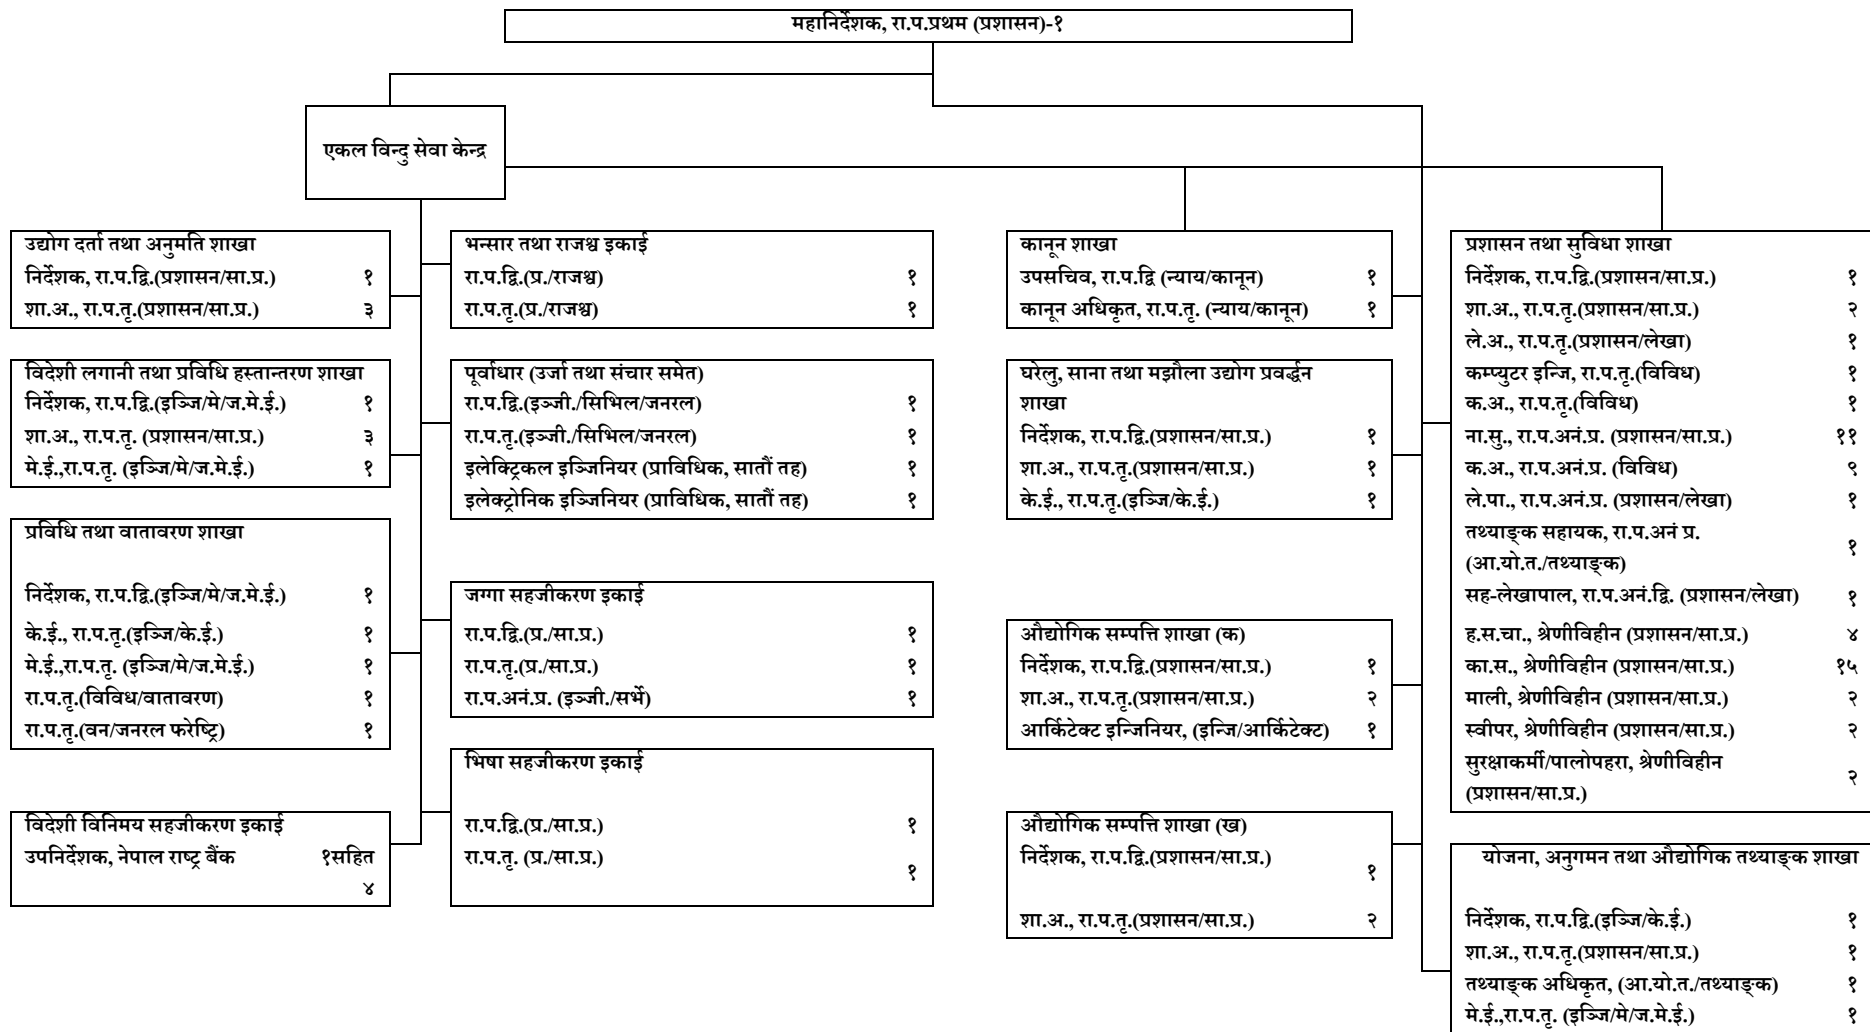 महानिर्देशक, रा.प.प्रथम (प्रशासन)-१
एकल विन्दु सेवा केन्द्र
उद्योग दर्ता तथा अनुमति शाखा
निर्देशक, रा.प.द्वि.(प्रशासन/सा.प्र.) १
शा.अ., रा.प.तृ.(प्रशासन/सा.प्र.) ३
विदेशी लगानी तथा प्रविधि हस्तान्तरण शाखा
निर्देशक, रा.प.द्वि.(इञ्जि/मे/ज.मे.ई.) १
शा.अ., रा.प.तृ. (प्रशासन/सा.प्र.) ३
मे.ई.,रा.प.तृ. (इञ्जि/मे/ज.मे.ई.) १
प्रविधि तथा वातावरण शाखा
निर्देशक, रा.प.द्वि.(इञ्जि/मे/ज.मे.ई.) १
के.ई., रा.प.तृ.(इञ्जि/के.ई.) १
मे.ई.,रा.प.तृ. (इञ्जि/मे/ज.मे.ई.) १
रा.प.तृ.(विविध/वातावरण) १
रा.प.तृ.(वन/जनरल फरेष्ट्रि) १
विदेशी विनिमय सहजीकरण इकाई
उपनिर्देशक, नेपाल राष्ट्र बैंक १सहित
४
भन्सार तथा राजश्व इकाई
रा.प.द्वि.(प्र./राजश्व) १
रा.प.तृ.(प्र./राजश्व) १
पूर्वाधार (उर्जा तथा संचार समेत)
रा.प.द्वि.(इञ्जी./सिभिल/जनरल) १
रा.प.तृ.(इञ्जी./सिभिल/जनरल) १
इलेक्ट्रिकल इञ्जिनियर (प्राविधिक, सातौं तह) १
इलेक्ट्रोनिक इञ्जिनियर (प्राविधिक, सातौं तह) १
जग्गा सहजीकरण इकाई
रा.प.द्वि.(प्र./सा.प्र.) १
रा.प.तृ.(प्र./सा.प्र.) १
रा.प.अनं.प्र. (इञ्जी./सर्भे) १
भिषा सहजीकरण इकाई
रा.प.द्वि.(प्र./सा.प्र.) १
रा.प.तृ. (प्र./सा.प्र.) १
कानून शाखा
उपसचिव, रा.प.द्वि (न्याय/कानून) १
कानून अधिकृत, रा.प.तृ. (न्याय/कानून) १
घरेलु, साना तथा मझौला उद्योग प्रवर्द्धन
शाखा
निर्देशक, रा.प.द्वि.(प्रशासन/सा.प्र.) १
शा.अ., रा.प.तृ.(प्रशासन/सा.प्र.) १
के.ई., रा.प.तृ.(इञ्जि/के.ई.) १
औद्योगिक सम्पत्ति शाखा (क)
निर्देशक, रा.प.द्वि.(प्रशासन/सा.प्र.) १
शा.अ., रा.प.तृ.(प्रशासन/सा.प्र.) २
आर्किटेक्ट इन्जिनियर, (इन्जि/आर्किटेक्ट) १
औद्योगिक सम्पत्ति शाखा (ख)
निर्देशक, रा.प.द्वि.(प्रशासन/सा.प्र.) १
शा.अ., रा.प.तृ.(प्रशासन/सा.प्र.) २
प्रशासन तथा सुविधा शाखा
निर्देशक, रा.प.द्वि.(प्रशासन/सा.प्र.) १
शा.अ., रा.प.तृ.(प्रशासन/सा.प्र.) २
ले.अ., रा.प.तृ.(प्रशासन/लेखा) १
कम्प्युटर इन्जि, रा.प.तृ.(विविध) १
क.अ., रा.प.तृ.(विविध) १
ना.सु., रा.प.अनं.प्र. (प्रशासन/सा.प्र.) ११
क.अ., रा.प.अनं.प्र. (विविध) ९
ले.पा., रा.प.अनं.प्र. (प्रशासन/लेखा) १
तथ्याङ्क सहायक, रा.प.अनं प्र.
(आ.यो.त./तथ्याङ्क) १
सह-लेखापाल, रा.प.अनं.द्वि. (प्रशासन/लेखा) १
ह.स.चा., श्रेणीविहीन (प्रशासन/सा.प्र.) ४
का.स., श्रेणीविहीन (प्रशासन/सा.प्र.) १५
माली, श्रेणीविहीन (प्रशासन/सा.प्र.) २
स्वीपर, श्रेणीविहीन (प्रशासन/सा.प्र.) २
सुरक्षाकर्मी/पालोपहरा, श्रेणीविहीन
(प्रशासन/सा.प्र.) २
योजना, अनुगमन तथा औद्योगिक तथ्याङ्क शाखा
निर्देशक, रा.प.द्वि.(इञ्जि/के.ई.) १
शा.अ., रा.प.तृ.(प्रशासन/सा.प्र.) १
तथ्याङ्क अधिकृत, (आ.यो.त./तथ्याङ्क) १
मे.ई.,रा.प.तृ. (इञ्जि/मे/ज.मे.ई.) १